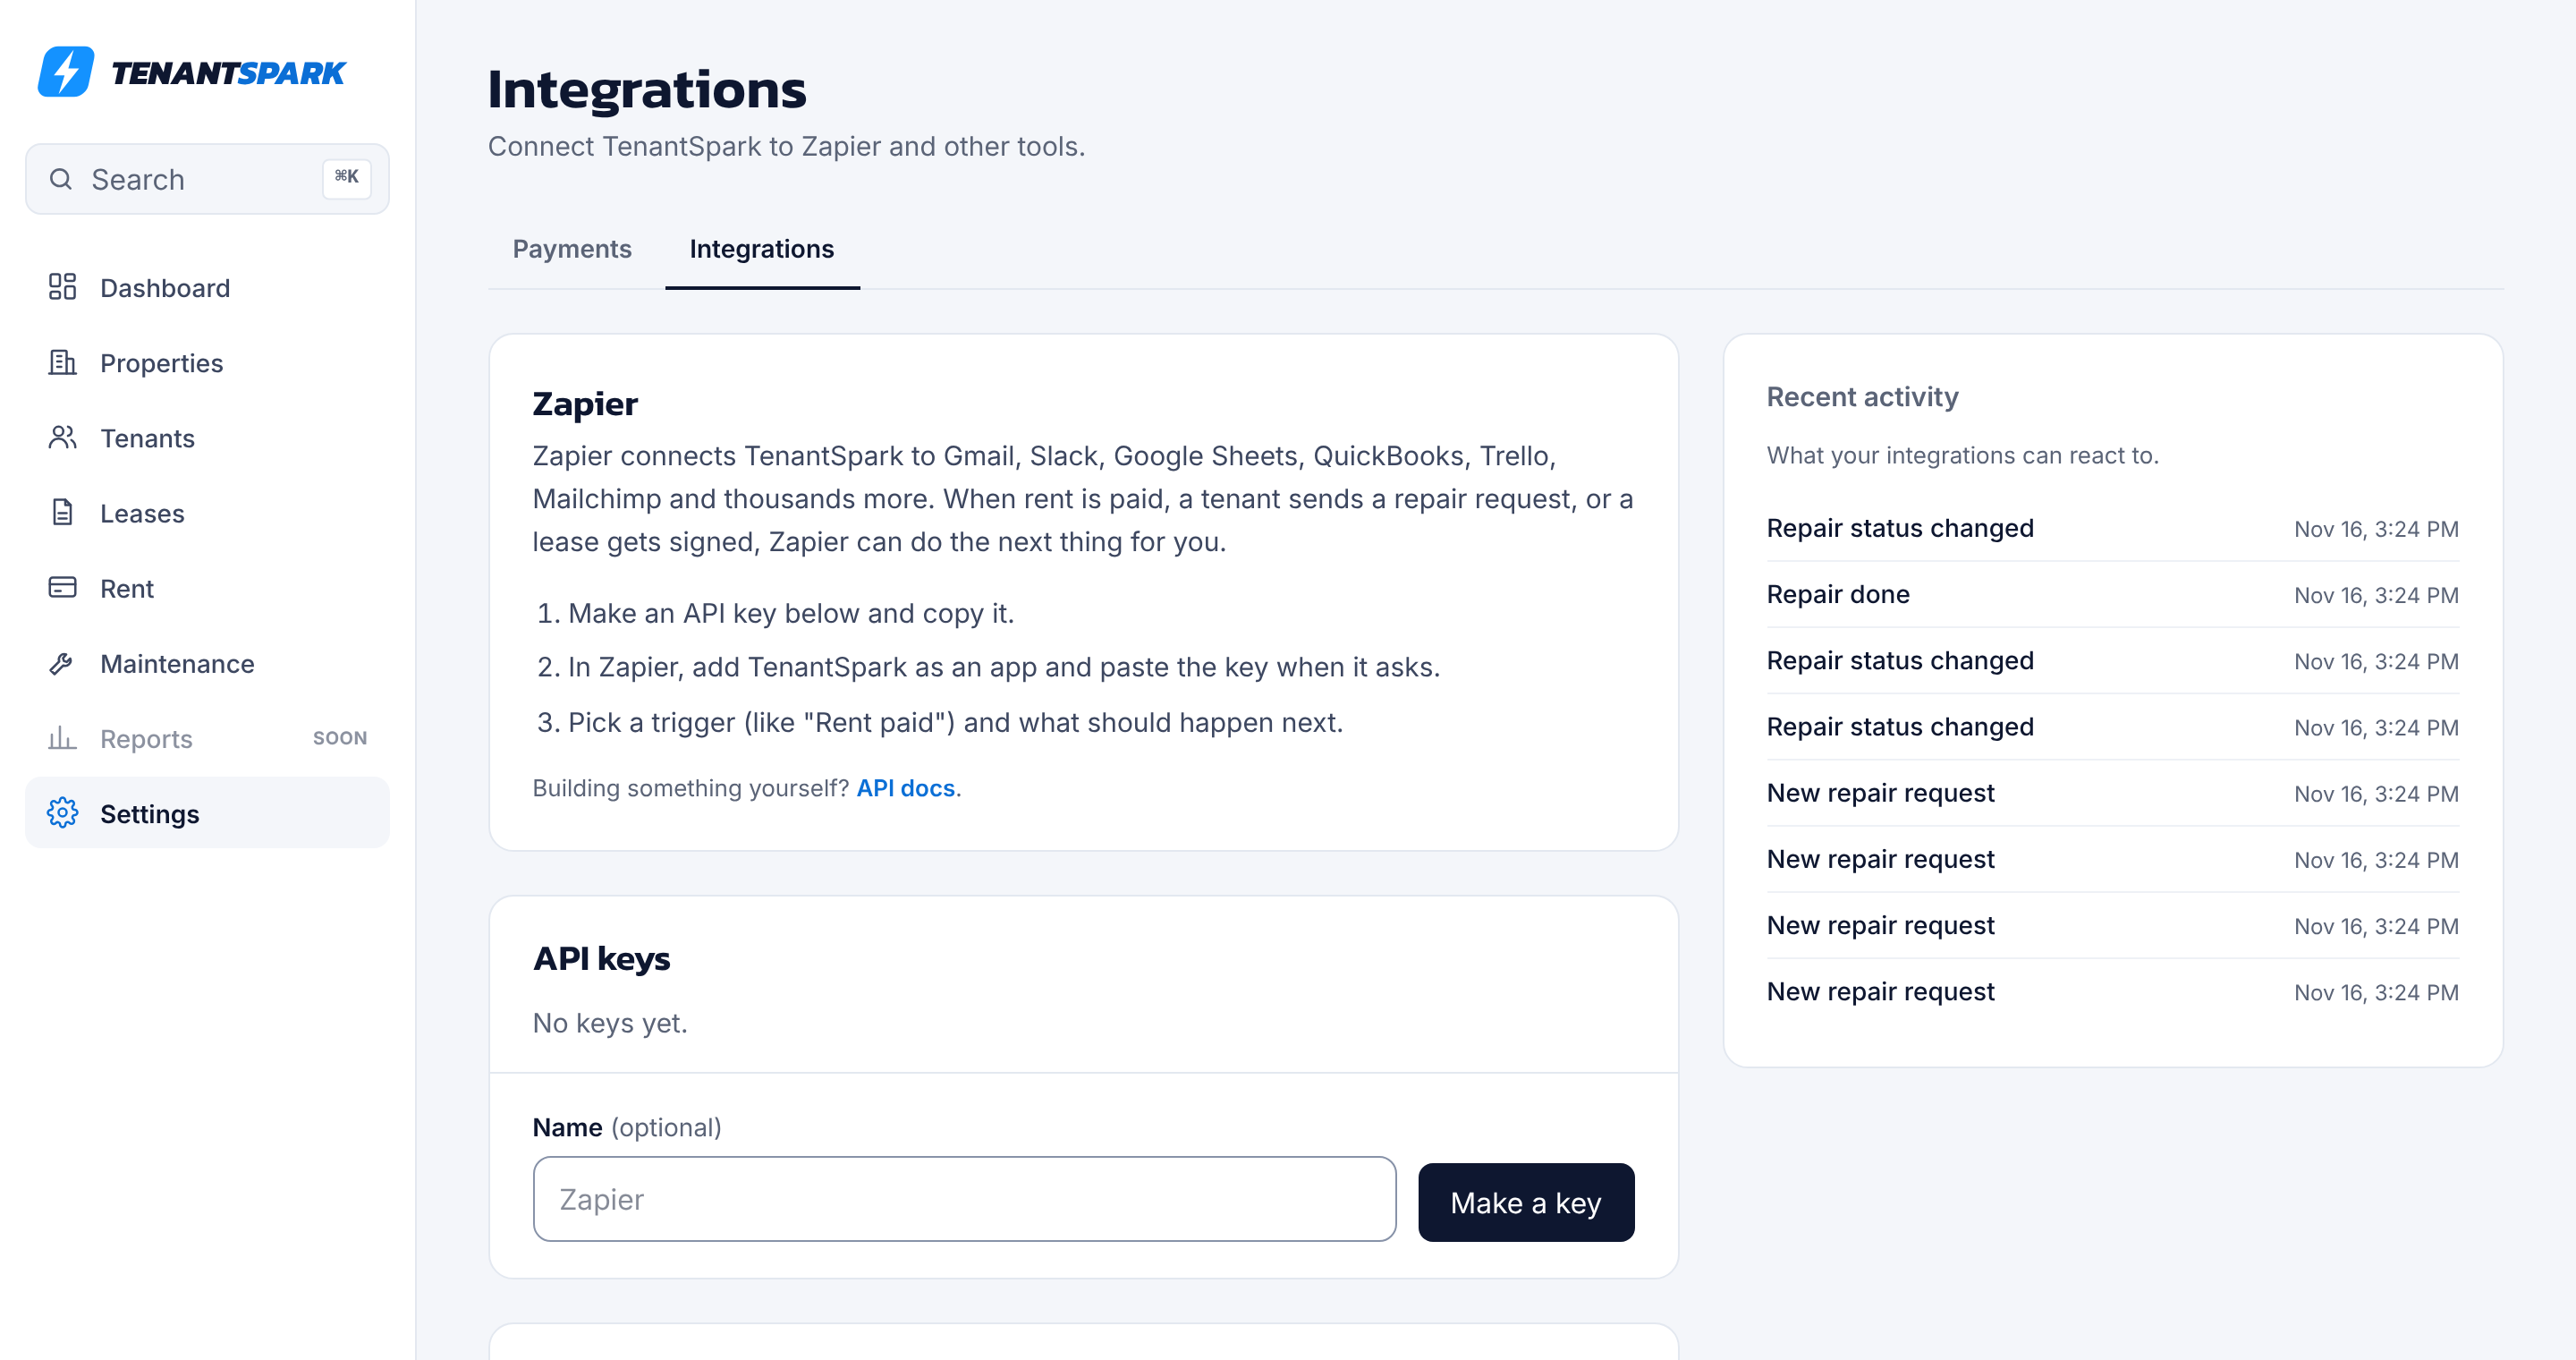 TENANTSPARK
Search ⌘K
Dashboard
Properties
Tenants
Leases
Rent
Maintenance
Reports SOON
Settings
Integrations
Connect TenantSpark to Zapier and other tools.
Payments Integrations
Zapier
Zapier connects TenantSpark to Gmail, Slack, Google Sheets, QuickBooks, Trello,
Mailchimp and thousands more. When rent is paid, a tenant sends a repair request, or a
lease gets signed, Zapier can do the next thing for you.
1. Make an API key below and copy it.
2. In Zapier, add TenantSpark as an app and paste the key when it asks.
3. Pick a trigger (like "Rent paid") and what should happen next.
Building something yourself? API docs.
API keys
No keys yet.
Name (optional)
Zapier
Make a key
Recent activity
What your integrations can react to.
Repair status changed Nov 16, 3:24 PM
Repair done Nov 16, 3:24 PM
Repair status changed Nov 16, 3:24 PM
Repair status changed Nov 16, 3:24 PM
New repair request Nov 16, 3:24 PM
New repair request Nov 16, 3:24 PM
New repair request Nov 16, 3:24 PM
New repair request Nov 16, 3:24 PM